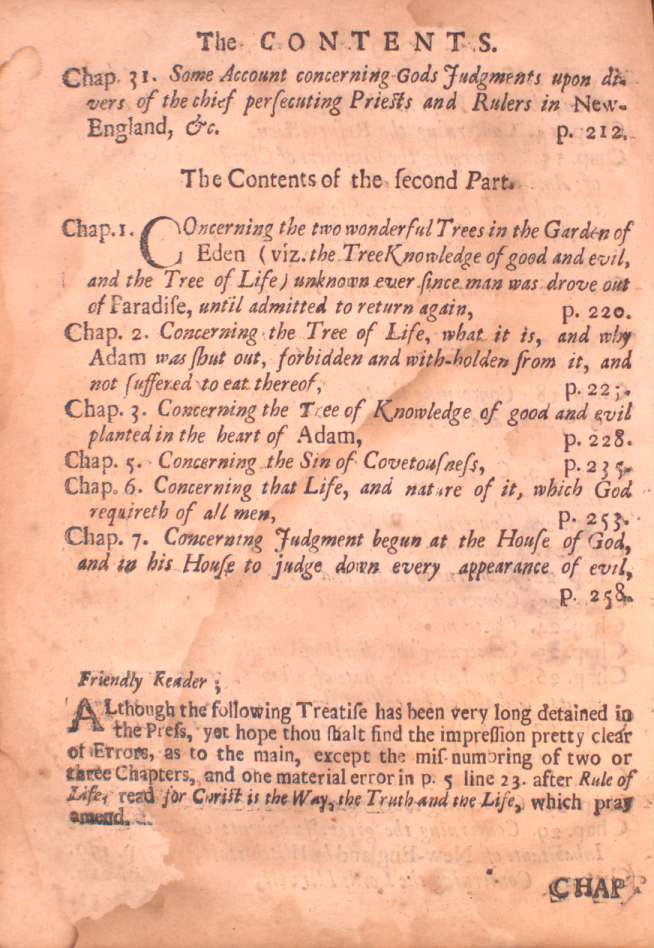 The CONTENTS.
Chap. 31. Some Account concerning Gods Judgments upon di-
vers of the chief perſecuting Prieſts and Rulers in New-
England, &c. p. 212.
The Contents of the ſecond Part.
Chap. 1. COncerning the two wonderful Trees in the Garden of
Eden (viz. the Tree Knowledge of good and evil,
and the Tree of Life) unknown ever ſince man was drove out
of Paradiſe, until admitted to return again, p. 220.
Chap. 2. Concerning the Tree of Life, what it is, and why
Adam was ſhut out, forbidden and with-holden from it, and
not ſuffered to eat thereof, p. 225.
Chap. 3. Concerning the Tree of Knowledge of good and evil
planted in the heart of Adam, p. 228.
Chap. 5. Concerning the Sin of Covetouſneſs, p. 235.
Chap. 6. Concerning that Life, and nature of it, which God
requireth of all men, p. 253.
Chap. 7. Concerning Judgment begun at the Houſe of God,
and in his Houſe to judge down every appearance of evil,
p. 258.
Friendly Reader;
ALthough the following Treatiſe has been very long detained in
the Preſs, yet hope thou ſhalt find the impreſſion pretty clear
of Errors, as to the main, except the miſ-numbring of two or
three Chapters, and one material error in p. 5 line 23. after Rule of
Life, read for Chriſt is the Way, the Truth and the Life, which pray
amend.
CHAP.